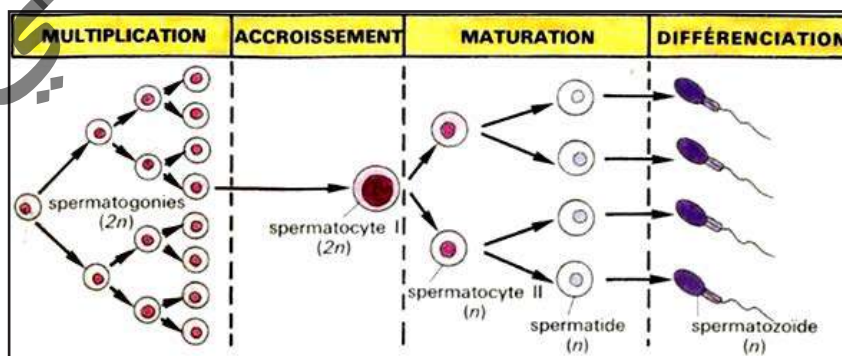 MULTIPLICATION
ACCROISSEMENT
MATURATION
DIFFÉRENCIATION
spermatogonies
(2n)
spermatocyte I
(2n)
spermatocyte II
(n)
spermatide
(n)
spermatozoïde
(n)